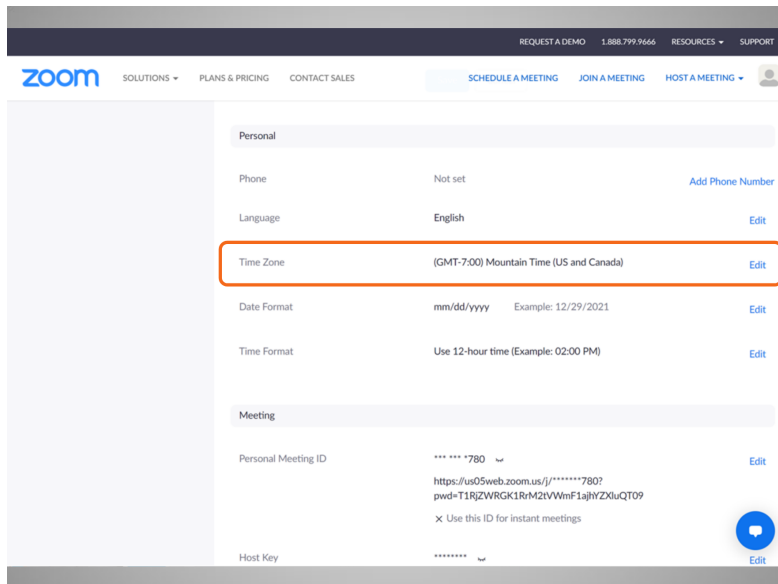 REQUEST A DEMO 1.888.799.9666 RESOURCES SUPPORT
zoom SOLUTIONS PLANS & PRICING CONTACT SALES SCHEDULE A MEETING JOIN A MEETING HOST A MEETING
Personal
Phone Not set Add Phone Number
Language English Edit
Time Zone (GMT-7:00) Mountain Time (US and Canada) Edit
Date Format mm/dd/yyyy Example: 12/29/2021 Edit
Time Format Use 12-hour time (Example: 02:00 PM) Edit
Meeting
Personal Meeting ID *** *** *780 Edit
https://us05web.zoom.us/j/*******780?
pwd=T1RjZWRGK1RrM2tVWmF1ajhYZXluQT09
× Use this ID for instant meetings
Host Key ******** Edit